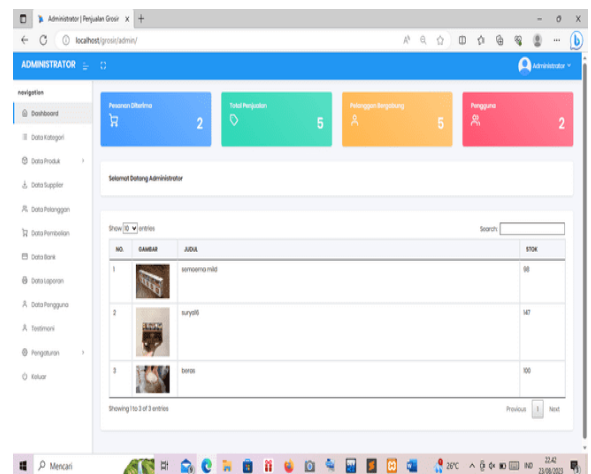 Administrator | Penjualan Grosir
localhost/grosir/admin/
ADMINISTRATOR
Administrator
navigation
Dashboard
Data Kategori
Data Produk
Data Supplier
Data Pelanggan
Data Pembelian
Data Bank
Data Laporan
Data Pengguna
Testimoni
Pengaturan
Keluar
Pesanan Diterima
2
Total Penjualan
5
Pelanggan Bergabung
5
Pengguna
2
Selamat Datang Administrator
Show 10 entries
Search:
NO. GAMBAR JUDUL STOK
1
2 surya16 147
3 beras 100
Showing 1 to 3 of 3 entries
Previous 1 Next
Mencari
26°C
IND
22.42
23/08/2023